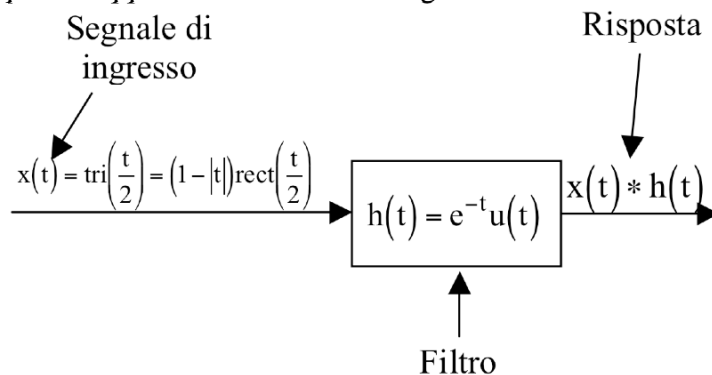 Segnale di
ingresso
Risposta
x(t) = tri(t/2) = (1 − |t|)rect(t/2)
h(t) = e^{−t}u(t)
x(t) * h(t)
Filtro